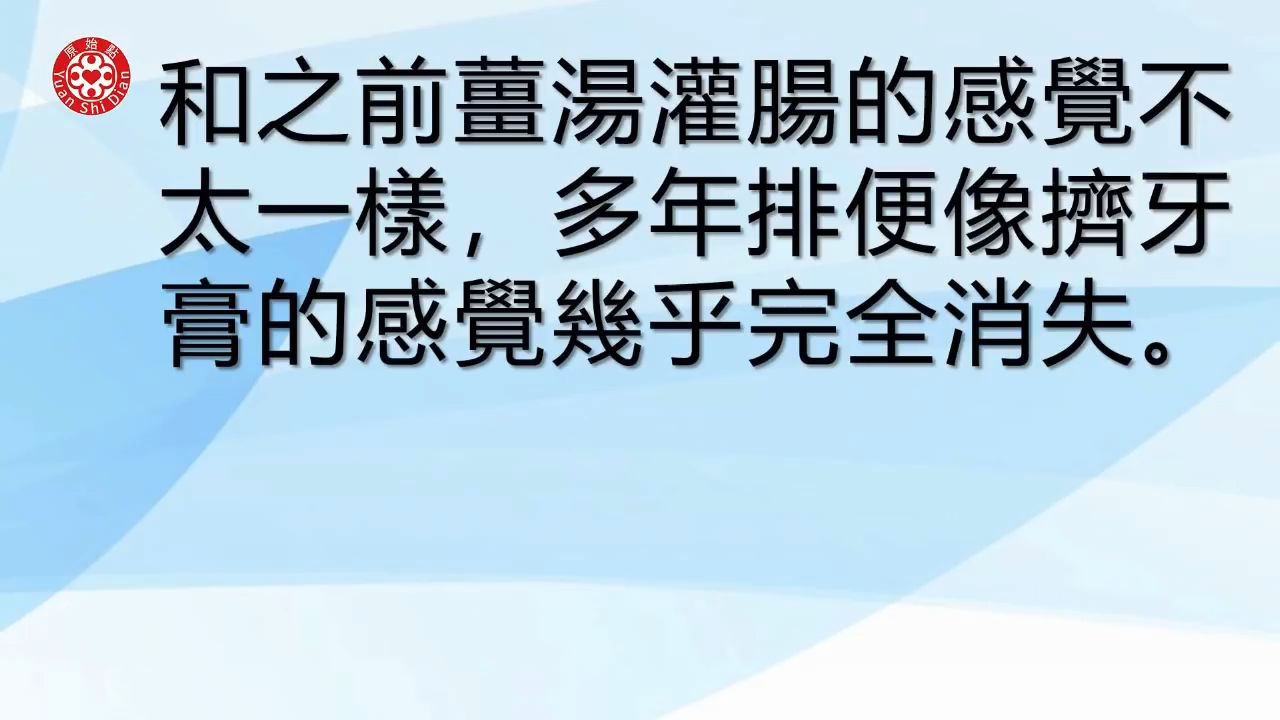 原始點
Yuan Shi Dian
和之前薑湯灌腸的感覺不
太一樣，多年排便像擠牙
膏的感覺幾乎完全消失。